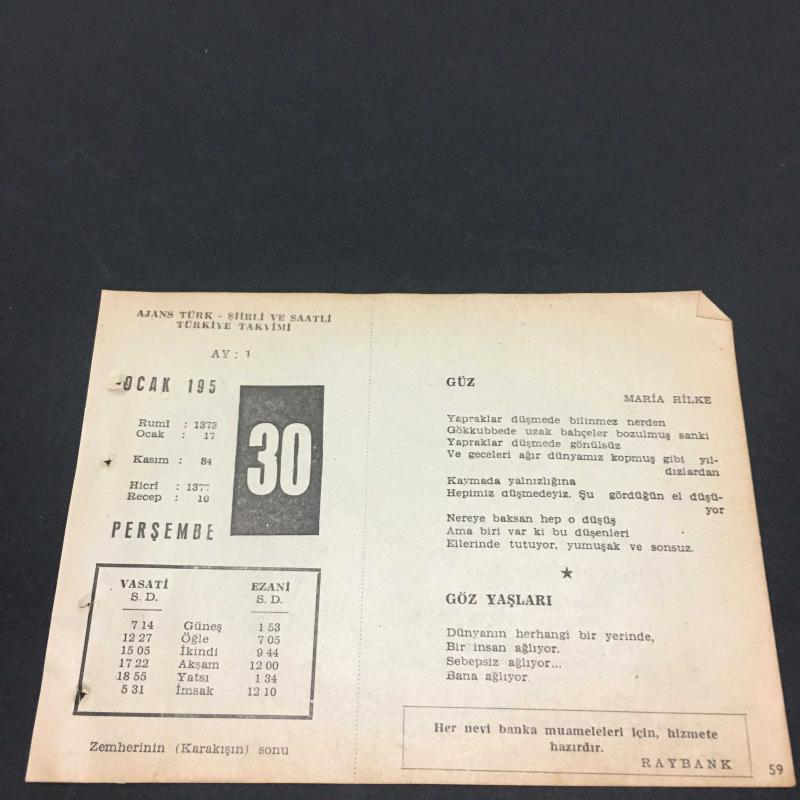 AJANS TÜRK - ŞİİRLİ VE SAATLİ
TÜRKİYE TAKVİMİ
AY : 1
-OCAK 195
30
Rumî : 1373
Ocak : 17
Kasım : 84
Hicrî : 1377
Recep : 10
PERŞEMBE
VASATİ EZANİ
S. D. S. D.
7 14 Güneş 1 53
12 27 Öğle 7 05
15 05 İkindi 9 44
17 22 Akşam 12 00
18 55 Yatsı 1 34
5 31 İmsak 12 10
Zemherinin (Karakışın) sonu
GÜZ
MARİA RİLKE
Yapraklar düşmede bilinmez nerden
Gökkubbede uzak bahçeler bozulmuş sanki
Yapraklar düşmede gönülsüz
Ve geceleri ağır dünyamız kopmuş gibi yıl-
dızlardan
Kaymada yalnızlığına
Hepimiz düşmedeyiz. Şu gördüğün el düşü-
yor
Nereye baksan hep o düşüş
Ama biri var ki bu düşenleri
Ellerinde tutuyor, yumuşak ve sonsuz.
★
GÖZ YAŞLARI
Dünyanın herhangi bir yerinde,
Bir insan ağlıyor.
Sebepsiz ağlıyor...
Bana ağlıyor.
Her nevi banka muameleleri için, hizmete
hazırdır.
RAYBANK
59